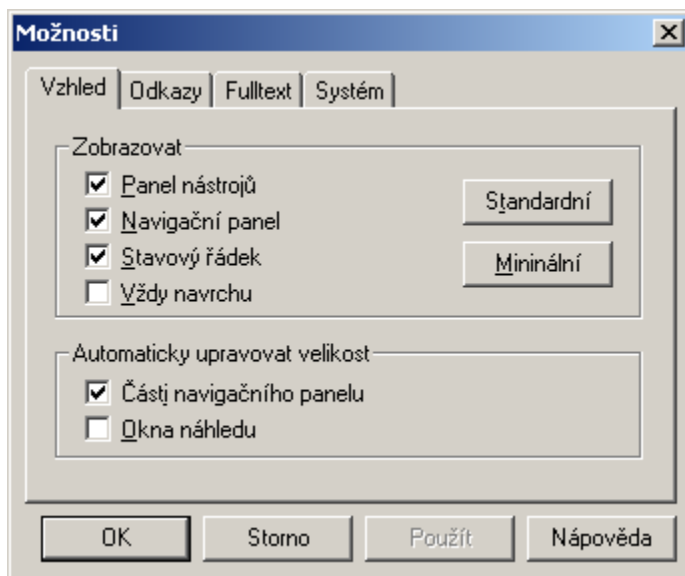 Možnosti
Vzhled Odkazy Fulltext Systém
Zobrazovat
Panel nástrojů
Standardní
Navigační panel
Stavový řádek
Mininální
Vždy navrchu
Automaticky upravovat velikost
Části navigačního panelu
Okna náhledu
OK Storno Použít Nápověda